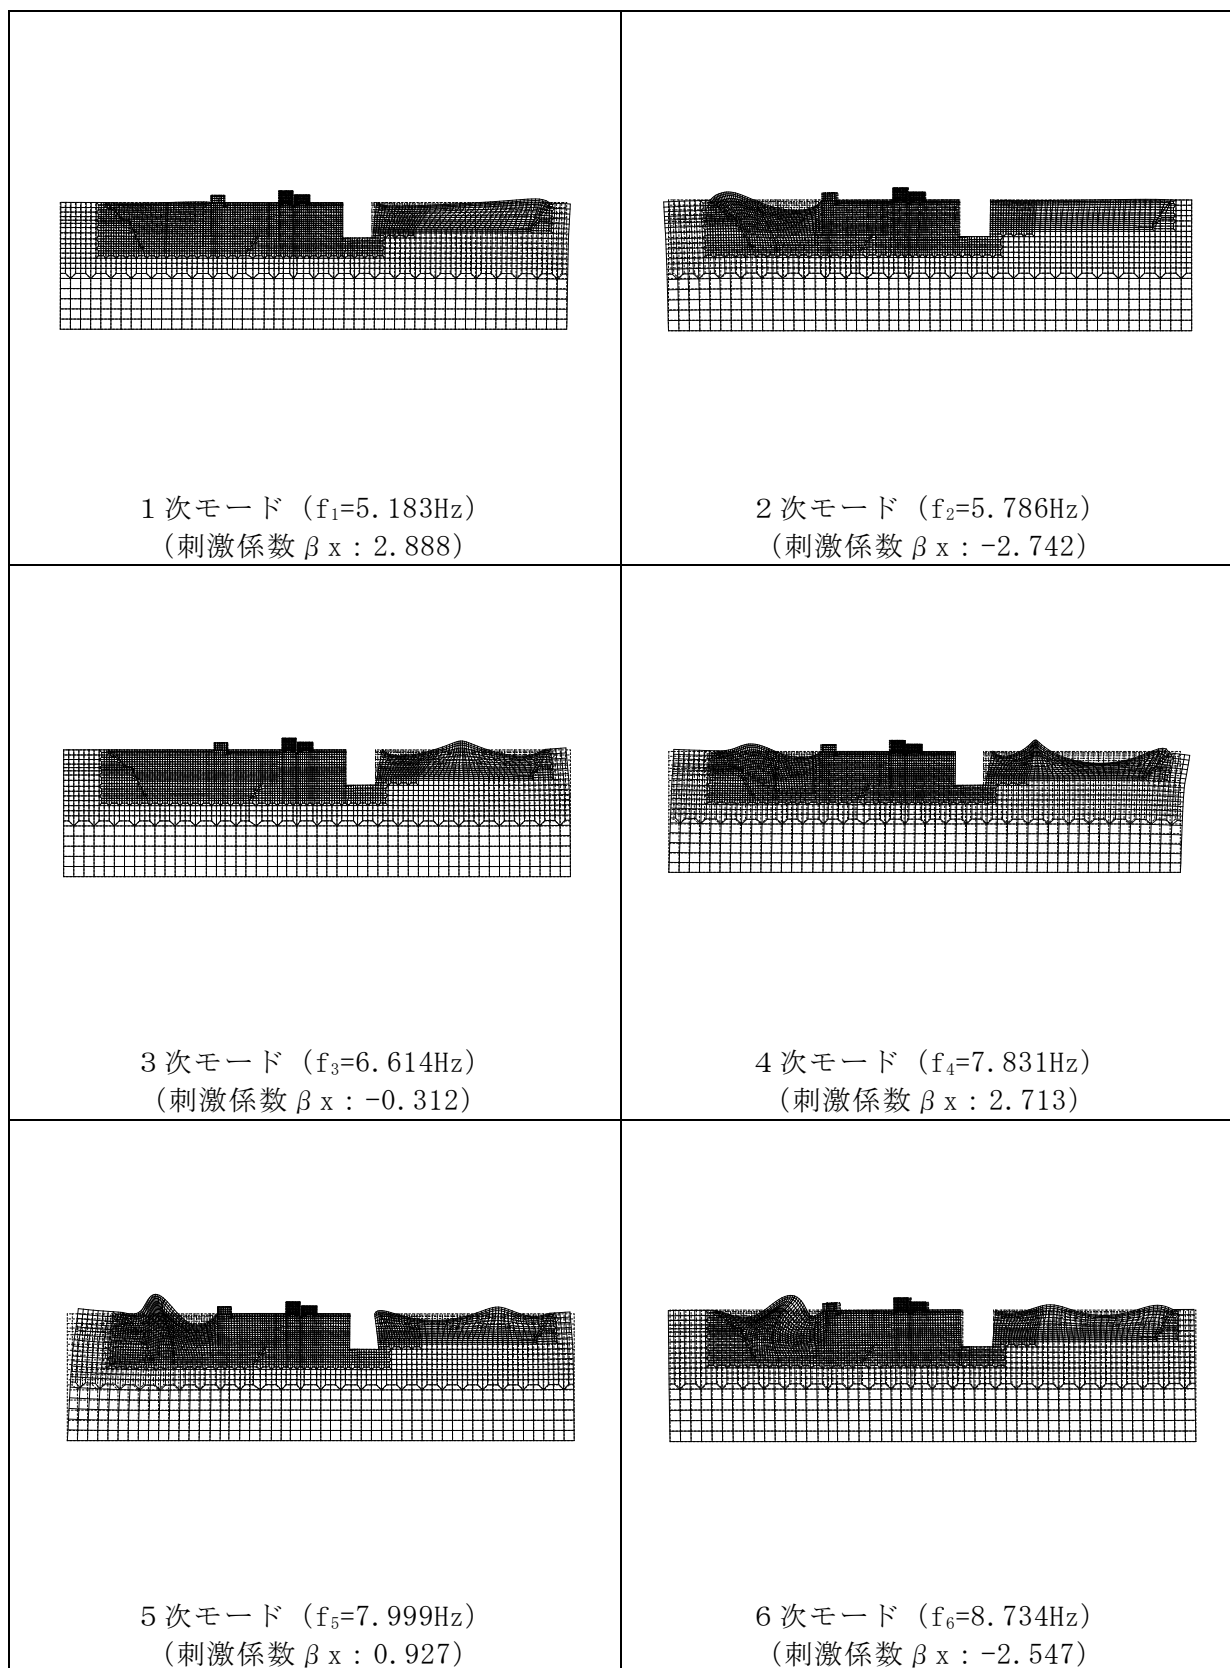 1次モード (f₁=5.183Hz)
(刺激係数βx：2.888)
2次モード (f₂=5.786Hz)
(刺激係数βx：-2.742)
3次モード (f₃=6.614Hz)
(刺激係数βx：-0.312)
4次モード (f₄=7.831Hz)
(刺激係数βx：2.713)
5次モード (f₅=7.999Hz)
(刺激係数βx：0.927)
6次モード (f₆=8.734Hz)
(刺激係数βx：-2.547)